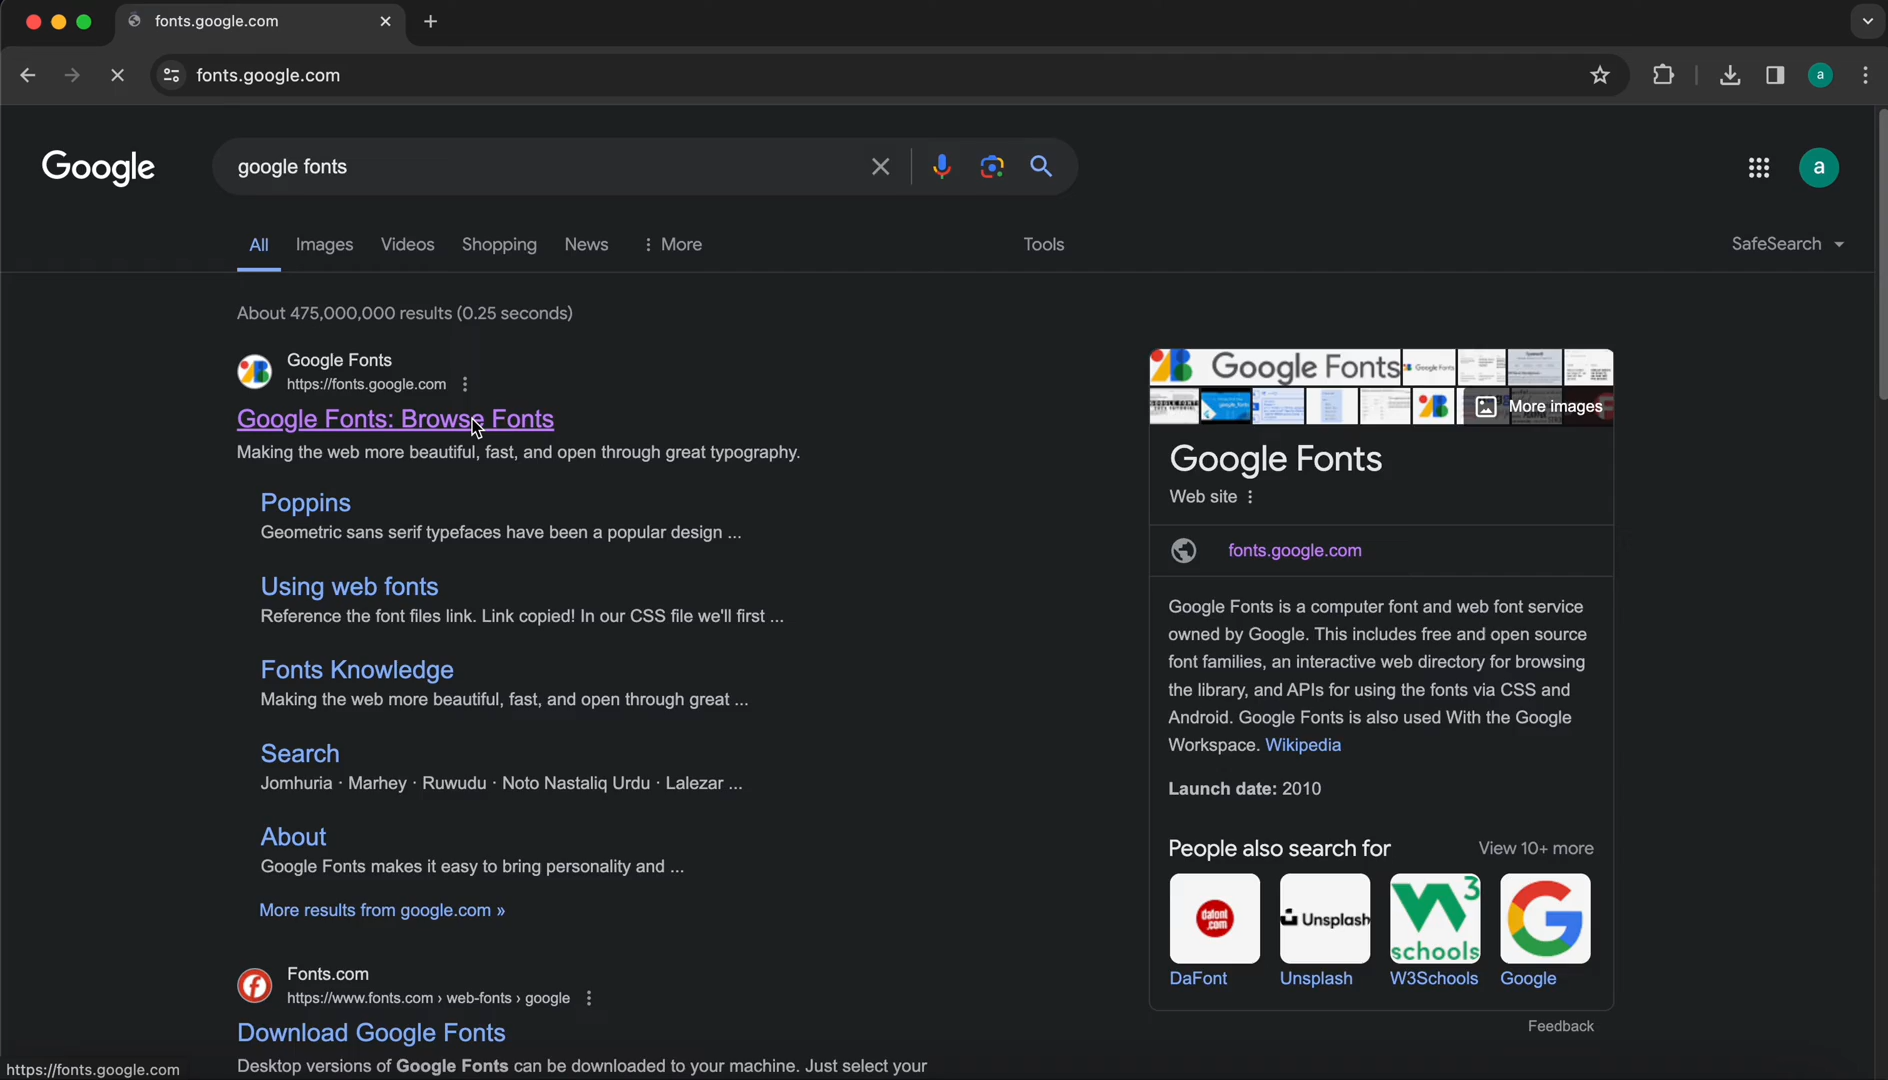 fonts.google.com
fonts.google.com
a
Google
google fonts
a
All Images Videos Shopping News More Tools SafeSearch
About 475,000,000 results (0.25 seconds)
Google Fonts
https://fonts.google.com
Google Fonts: Browse Fonts
Making the web more beautiful, fast, and open through great typography.
Poppins
Geometric sans serif typefaces have been a popular design ...
Using web fonts
Reference the font files link. Link copied! In our CSS file we'll first ...
Fonts Knowledge
Making the web more beautiful, fast, and open through great ...
Search
Jomhuria · Marhey · Ruwudu · Noto Nastaliq Urdu · Lalezar ...
About
Google Fonts makes it easy to bring personality and ...
More results from google.com »
Fonts.com
https://www.fonts.com › web-fonts › google
Download Google Fonts
Desktop versions of Google Fonts can be downloaded to your machine. Just select your
Google Fonts
More images
Google Fonts
Web site
fonts.google.com
Google Fonts is a computer font and web font service
owned by Google. This includes free and open source
font families, an interactive web directory for browsing
the library, and APIs for using the fonts via CSS and
Android. Google Fonts is also used With the Google
Workspace. Wikipedia
Launch date: 2010
People also search for View 10+ more
dafont
.com
Unsplash
W3
schools
G
DaFont Unsplash W3Schools Google
Feedback
https://fonts.google.com